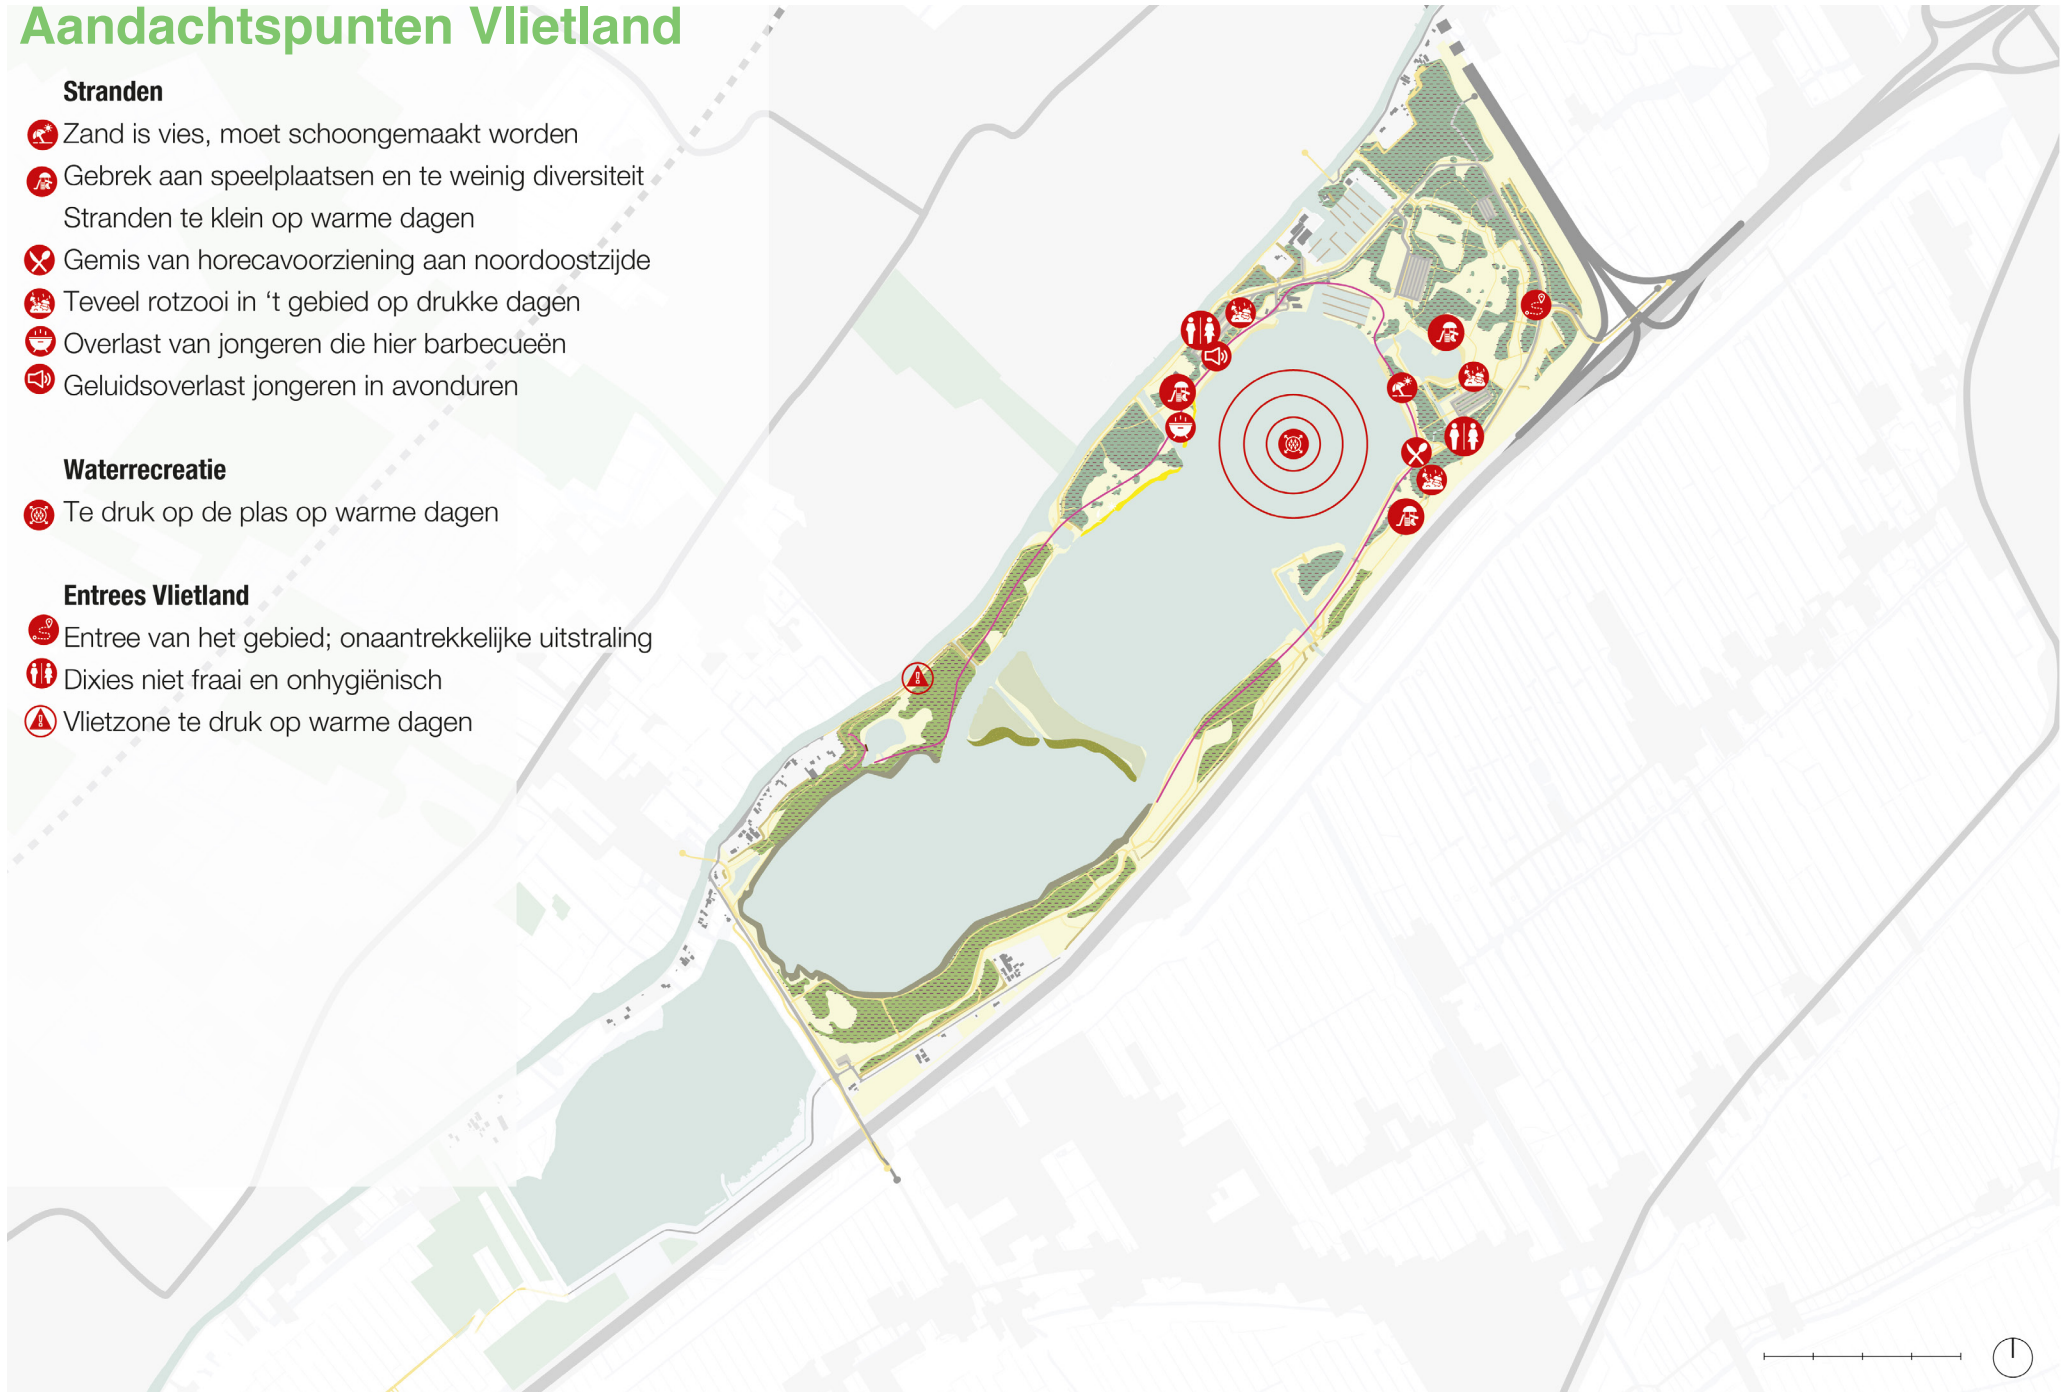 Aandachtspunten Vlietland
Stranden
Zand is vies, moet schoongemaakt worden
Gebrek aan speelplaatsen en te weinig diversiteit
Stranden te klein op warme dagen
Gemis van horecavoorziening aan noordoostzijde
Teveel rotzooi in ‘t gebied op drukke dagen
Overlast van jongeren die hier barbecueën
Geluidsoverlast jongeren in avonduren
Waterrecreatie
Te druk op de plas op warme dagen
Entrees Vlietland
Entree van het gebied; onaantrekkelijke uitstraling
Dixies niet fraai en onhygiënisch
Vlietzone te druk op warme dagen